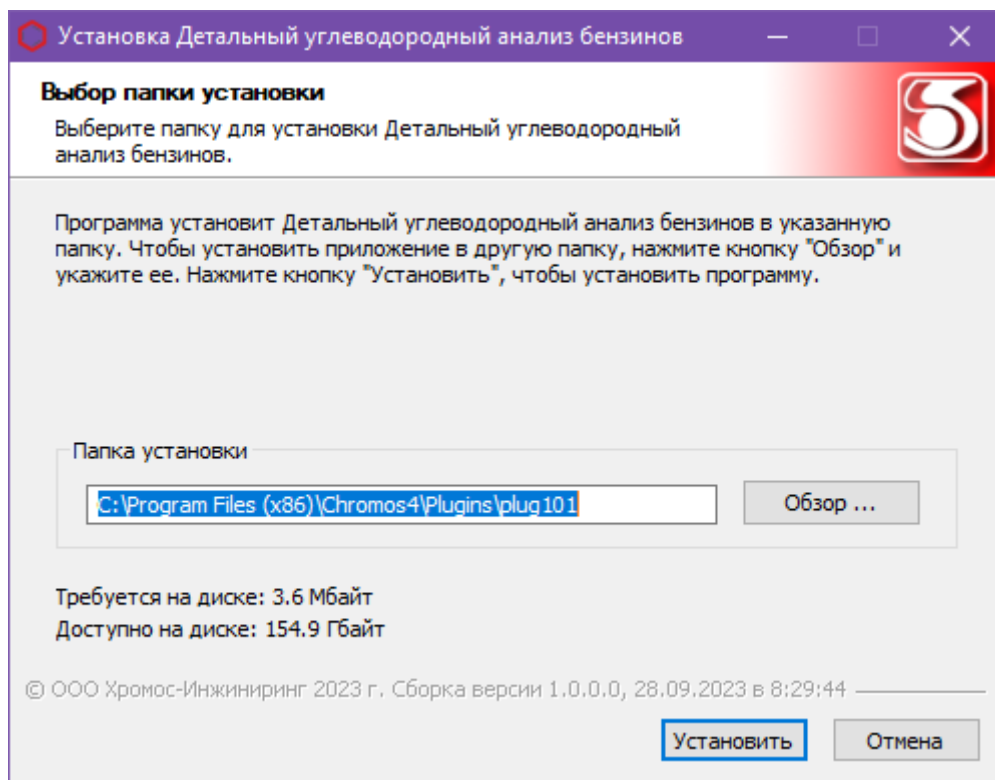 Установка Детальный углеводородный анализ бензинов
Выбор папки установки
Выберите папку для установки Детальный углеводородный
анализ бензинов.
Программа установит Детальный углеводородный анализ бензинов в указанную
папку. Чтобы установить приложение в другую папку, нажмите кнопку "Обзор" и
укажите ее. Нажмите кнопку "Установить", чтобы установить программу.
Папка установки
C:\Program Files (x86)\Chromos4\Plugins\plug101
Обзор ...
Требуется на диске: 3.6 Мбайт
Доступно на диске: 154.9 Гбайт
© ООО Хромос-Инжиниринг 2023 г. Сборка версии 1.0.0.0, 28.09.2023 в 8:29:44
Установить
Отмена